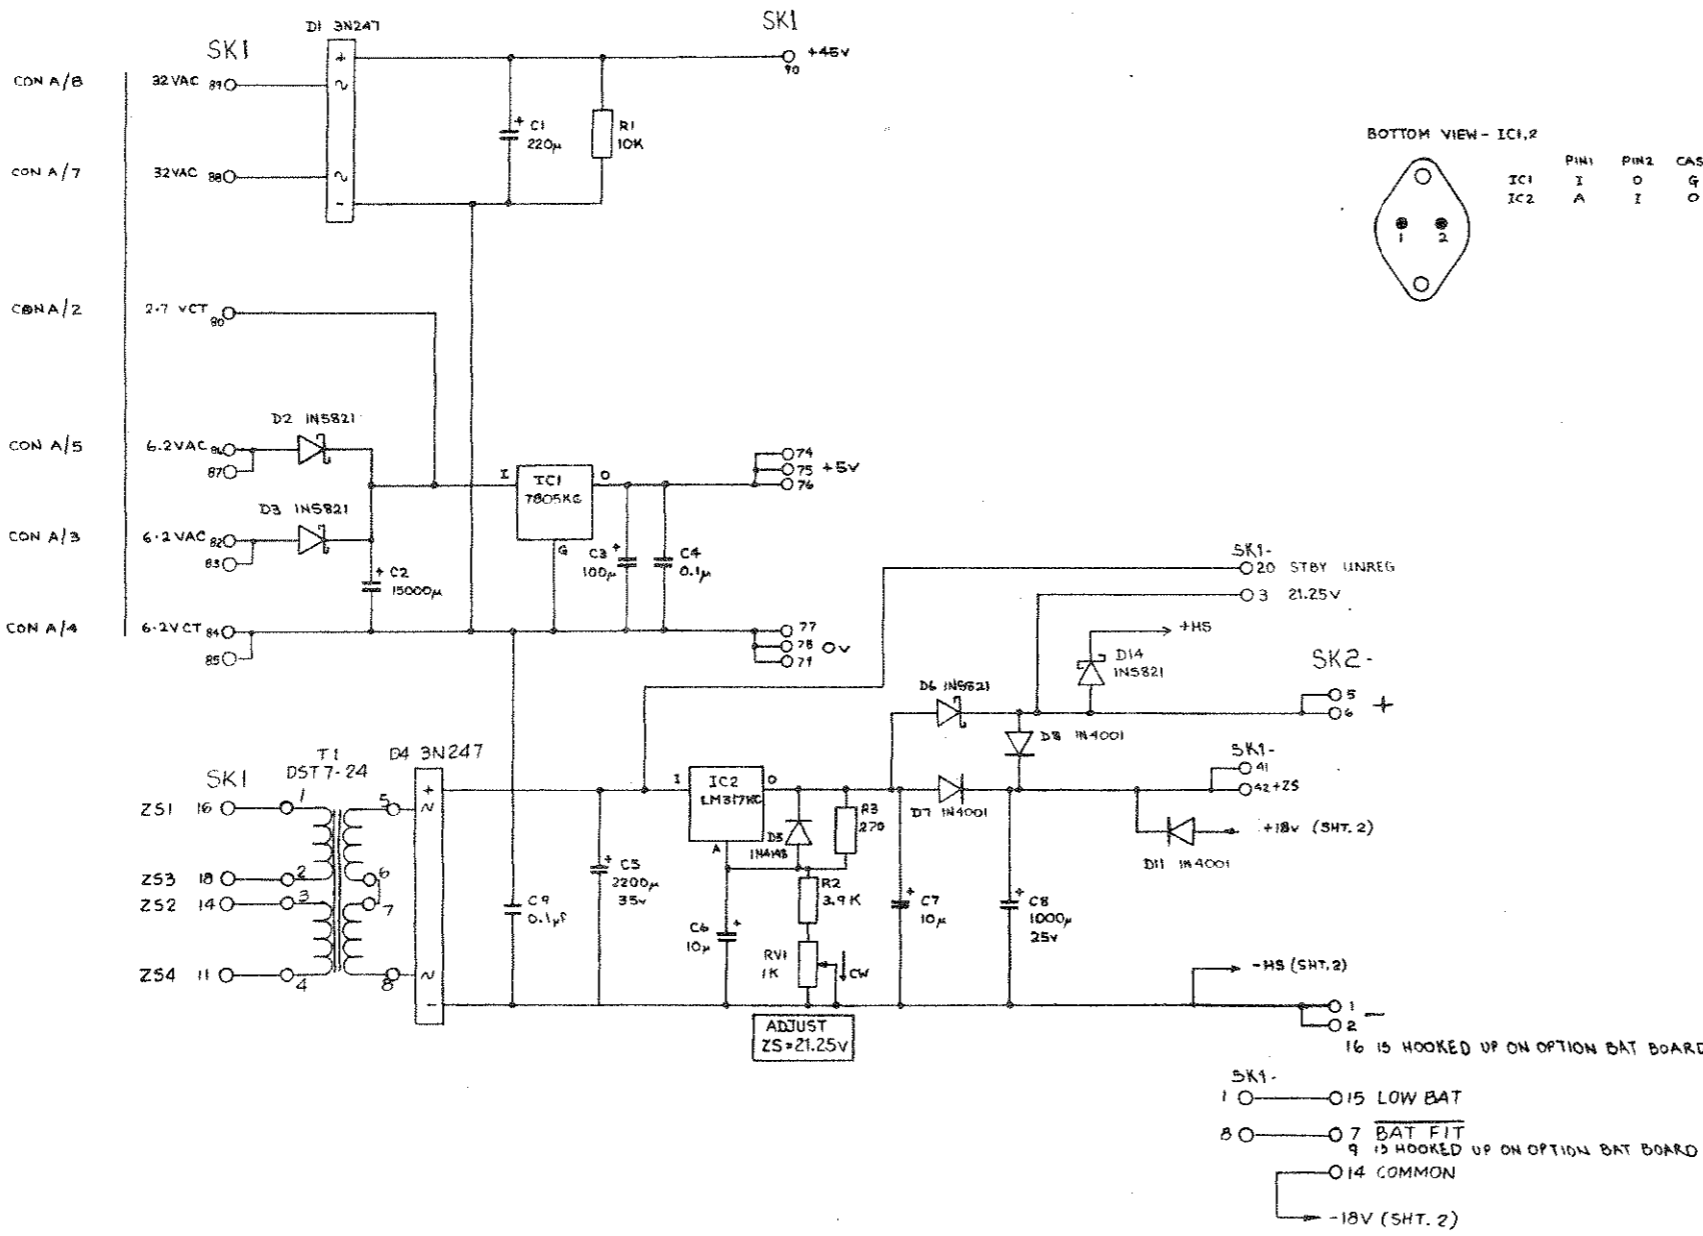 D1 3N247
SK1
SK1
+45V
90
CON A/8
32VAC 89
+
~
C1
220µ
+
R1
10K
CON A/7
32VAC 88
~
-
BOTTOM VIEW - IC1,2
PIN1 PIN2 CAS
IC1 I O G
IC2 A I O
1 2
CON A/2
2.7 VCT 80
D2 1N5821
CON A/5
6.2VAC 86
87
D3 1N5821
CON A/3
6.2VAC 82
83
+ C2
15000µ
CON A/4
6.2VCT 84
85
I IC1 O
7805KC
G
C3 +
100µ
C4
0.1µ
74
75 +5V
76
77
78 0V
79
SK1-
20 STBY UNREG
3 21.25V
+HS
D14
1N5821
SK2-
5
6 +
D6 1N5821
D8 1N4001
SK1-
41
42 +ZS
D7 1N4001
+18V (SHT. 2)
D11 1N4001
SK1
T1
DST7-24
D4 3N247
ZS1 16 1 5
ZS3 18 2 6
ZS2 14 3 7
ZS4 11 4 8
+
~
~
-
C9
0.1µF
+ C5
2200µ
35V
I IC2 O
LM317KC
A
D5
1N4148
R3
270
R2
3.9K
C6 +
10µ
RV1
1K
CW
+ C7
10µ
+ C8
1000µ
25V
ADJUST
ZS=21.25V
-HS (SHT.2)
1
2 -
16 IS HOOKED UP ON OPTION BAT BOARD
SK1-
1 15 LOW BAT
8 7 BAT FIT
9 IS HOOKED UP ON OPTION BAT BOARD
14 COMMON
-18V (SHT. 2)